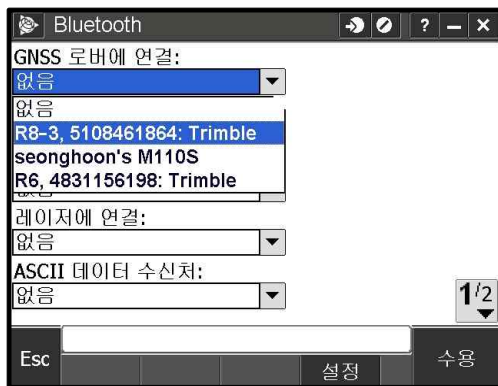 Bluetooth
? – ×
GNSS 로버에 연결:
없음
없음
R8-3, 5108461864: Trimble
seonghoon's M110S
R6, 4831156198: Trimble
레이저에 연결:
없음
ASCII 데이터 수신처:
없음
1/2
Esc
설정
수용